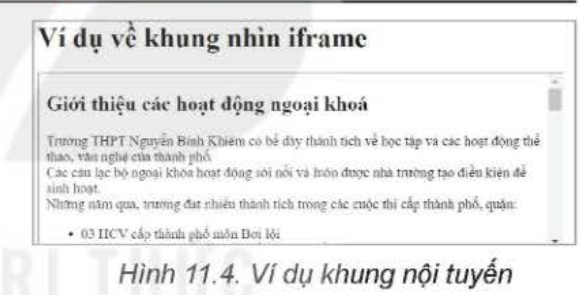 Ví dụ về khung nhìn iframe
Giới thiệu các hoạt động ngoại khoá
Trường THPT Nguyễn Bỉnh Khiêm có bề dày thành tích về học tập và các hoạt động thể
thao, văn nghệ của thành phố.
Các câu lạc bộ ngoại khóa hoạt động sôi nổi và luôn được nhà trường tạo điều kiện để
sinh hoạt.
Những năm qua, trường đạt nhiều thành tích trong các cuộc thi cấp thành phố, quận:
• 03 HCV cấp thành phố môn Bơi lội
Hình 11.4. Ví dụ khung nội tuyến
TRI THỨC